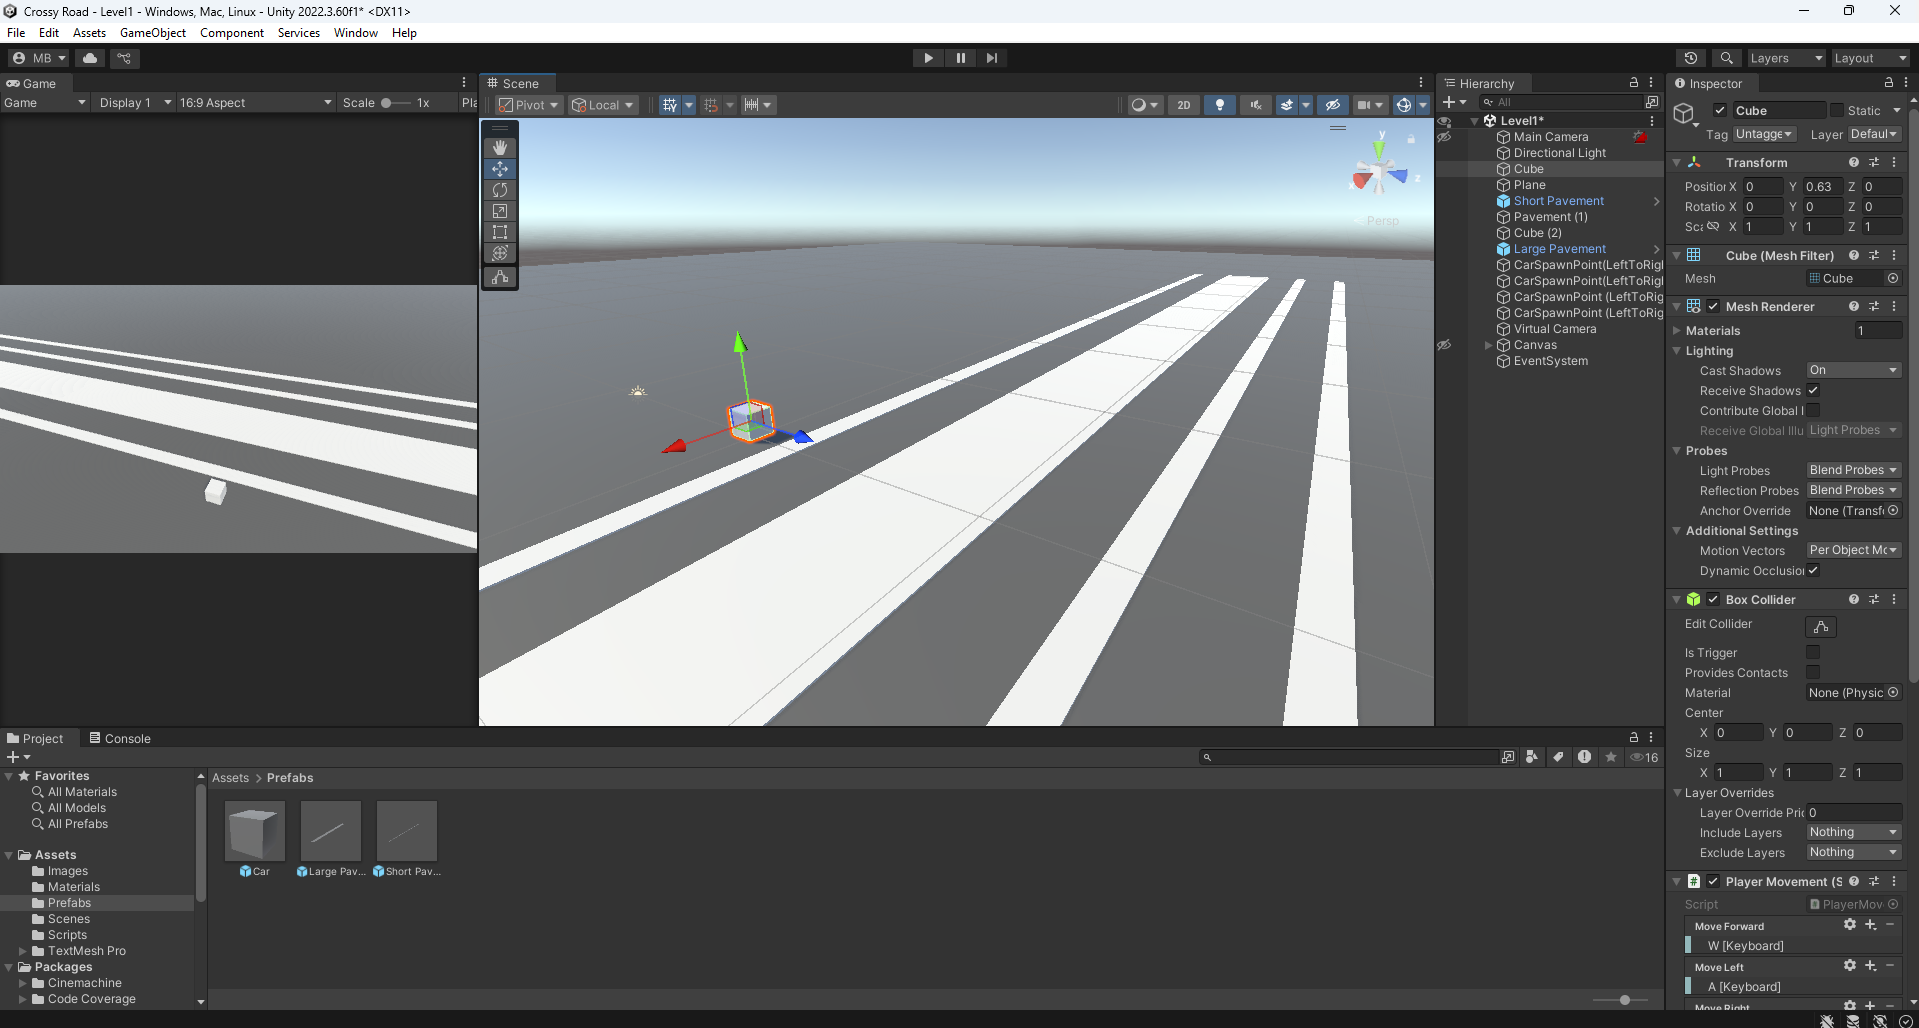 Crossy Road - Level1 - Windows, Mac, Linux - Unity 2022.3.60f1* <DX11>
File Edit Assets GameObject Component Services Window Help
MB Layers Layout
Game
Game Display 1 16:9 Aspect Scale 1x Pla
Scene
Pivot Local 2D
y
x
z
Persp
Hierarchy
All
Level1*
Main Camera
Directional Light
Cube
Plane
Short Pavement
Pavement (1)
Cube (2)
Large Pavement
CarSpawnPoint(LeftToRigl
CarSpawnPoint(LeftToRigl
CarSpawnPoint (LeftToRig
CarSpawnPoint (LeftToRig
Virtual Camera
Canvas
EventSystem
Inspector
Cube Static
Tag Untagge Layer Defaul
Transform
Position X 0 Y 0.63 Z 0
Rotatio X 0 Y 0 Z 0
Sca X 1 Y 1 Z 1
Cube (Mesh Filter)
Mesh Cube
Mesh Renderer
Materials 1
Lighting
Cast Shadows On
Receive Shadows
Contribute Global I
Receive Global Illu Light Probes
Probes
Light Probes Blend Probes
Reflection Probes Blend Probes
Anchor Override None (Transfo
Additional Settings
Motion Vectors Per Object Mo
Dynamic Occlusion
Box Collider
Edit Collider
Is Trigger
Provides Contacts
Material None (Physic
Center
X 0 Y 0 Z 0
Size
X 1 Y 1 Z 1
Layer Overrides
Layer Override Prio 0
Include Layers Nothing
Exclude Layers Nothing
Player Movement (S
Script PlayerMov
Move Forward
W [Keyboard]
Move Left
A [Keyboard]
Move Right
Project Console
16
Favorites
All Materials
All Models
All Prefabs
Assets
Images
Materials
Prefabs
Scenes
Scripts
TextMesh Pro
Packages
Cinemachine
Code Coverage
Assets > Prefabs
Car Large Pav... Short Pav...